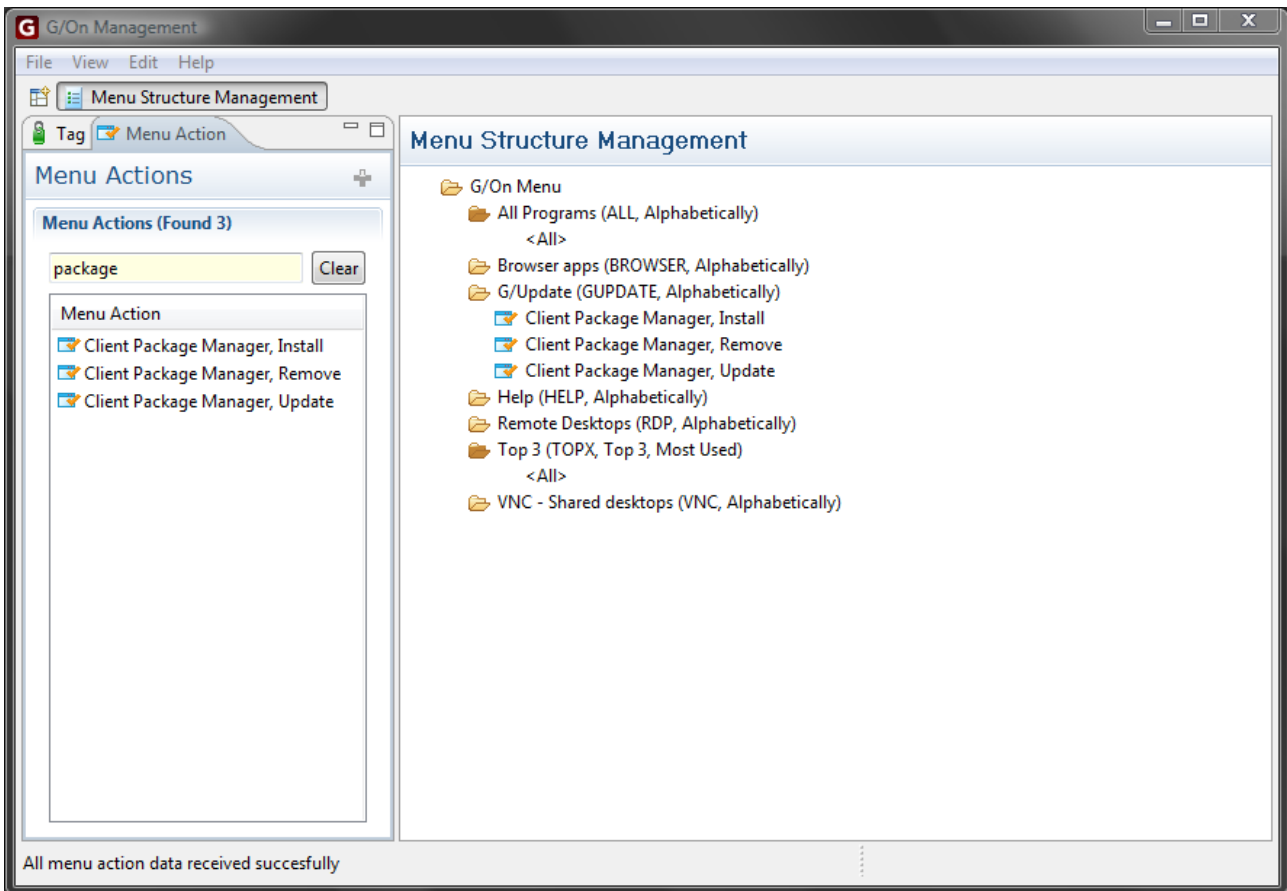 G G/On Management
X
File View Edit Help
Menu Structure Management
Tag Menu Action
Menu Actions
Menu Actions (Found 3)
package Clear
Menu Action
Client Package Manager, Install
Client Package Manager, Remove
Client Package Manager, Update
Menu Structure Management
G/On Menu
All Programs (ALL, Alphabetically)
<All>
Browser apps (BROWSER, Alphabetically)
G/Update (GUPDATE, Alphabetically)
Client Package Manager, Install
Client Package Manager, Remove
Client Package Manager, Update
Help (HELP, Alphabetically)
Remote Desktops (RDP, Alphabetically)
Top 3 (TOPX, Top 3, Most Used)
<All>
VNC - Shared desktops (VNC, Alphabetically)
All menu action data received succesfully